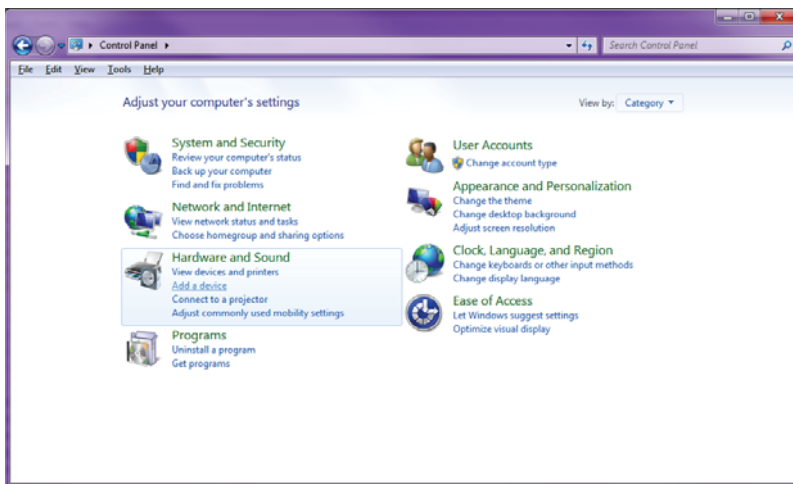 Control Panel
Search Control Panel
File Edit View Tools Help
Adjust your computer's settings
View by: Category
System and Security
Review your computer's status
Back up your computer
Find and fix problems
Network and Internet
View network status and tasks
Choose homegroup and sharing options
Hardware and Sound
View devices and printers
Add a device
Connect to a projector
Adjust commonly used mobility settings
Programs
Uninstall a program
Get programs
User Accounts
Change account type
Appearance and Personalization
Change the theme
Change desktop background
Adjust screen resolution
Clock, Language, and Region
Change keyboards or other input methods
Change display language
Ease of Access
Let Windows suggest settings
Optimize visual display